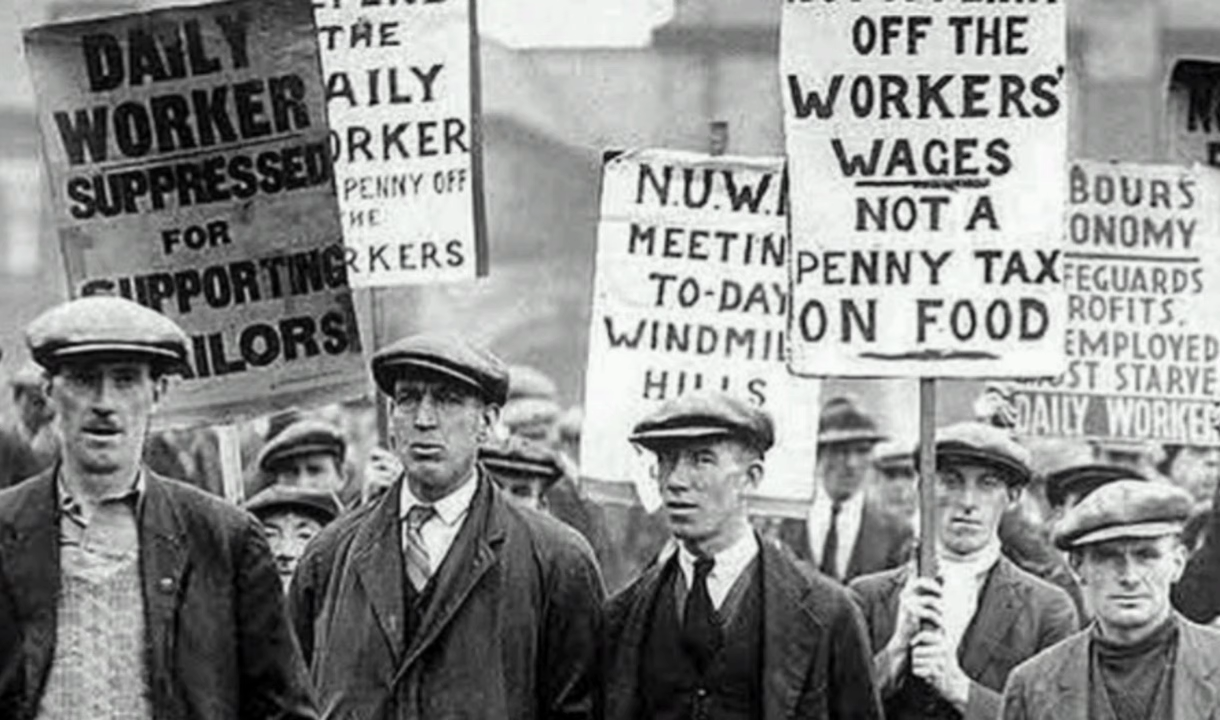 DAILY
WORKER
SUPPRESSED
FOR
SUPPORTING
AILORS
THE
AILY
ORKER
PENNY OFF
HE
RKERS
N.U.W.
MEETIN
TO-DAY
WINDMIL
HILLS
OFF THE
WORKERS'
WAGES
NOT A
PENNY TAX
ON FOOD
BOURS
ONOMY
FEGUARDS
ROFITS.
EMPLOYED
ST STARVE
DAILY WORKER